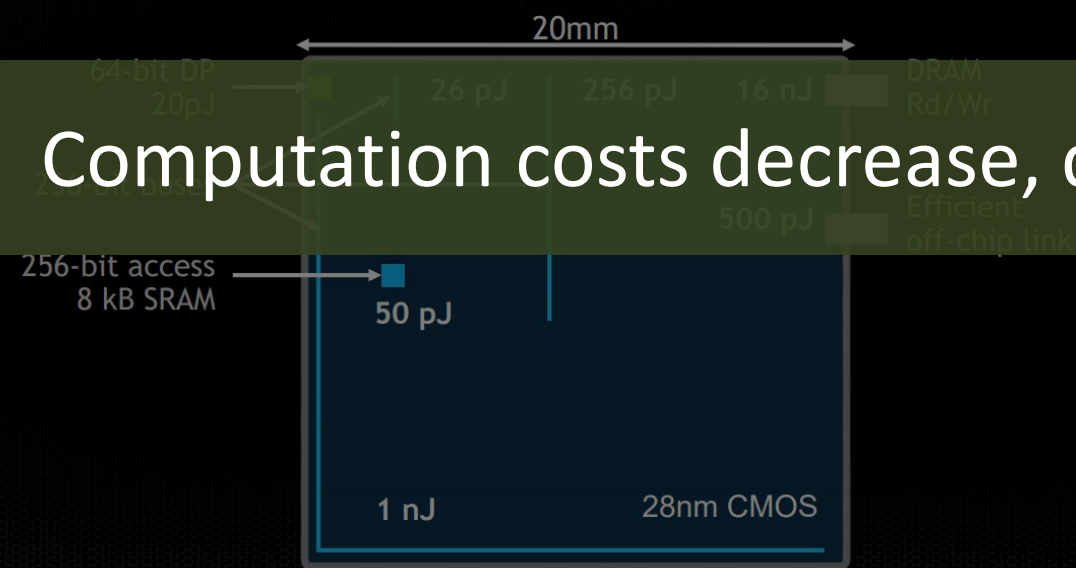 20mm
64-bit DP
20pJ
26 pJ
256 pJ
16 nJ
DRAM
Rd/Wr
Computation costs decrease,
500 pJ
Efficient
off-chip link
256-bit access
8 kB SRAM
50 pJ
1 nJ
28nm CMOS